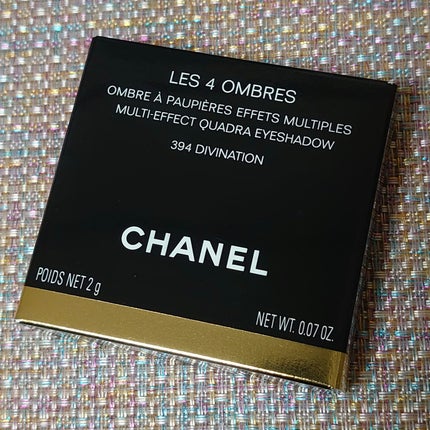 LES 4 OMBRES
OMBRE À PAUPIÈRES EFFETS MULTIPLES
MULTI-EFFECT QUADRA EYESHADOW
394 DIVINATION
CHANEL
POIDS NET 2 g
NET WT. 0.07 OZ.